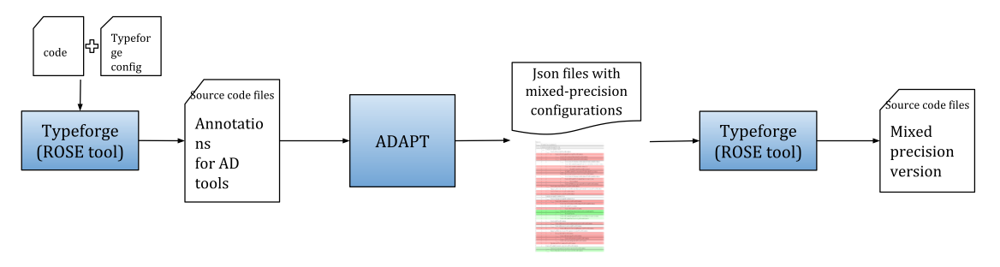 code
Typefor
ge
config
Typeforge
(ROSE tool)
Source code files
Annotatio
ns
for AD
tools
ADAPT
Json files with
mixed-precision
configurations
Typeforge
(ROSE tool)
Source code files
Mixed
precision
version